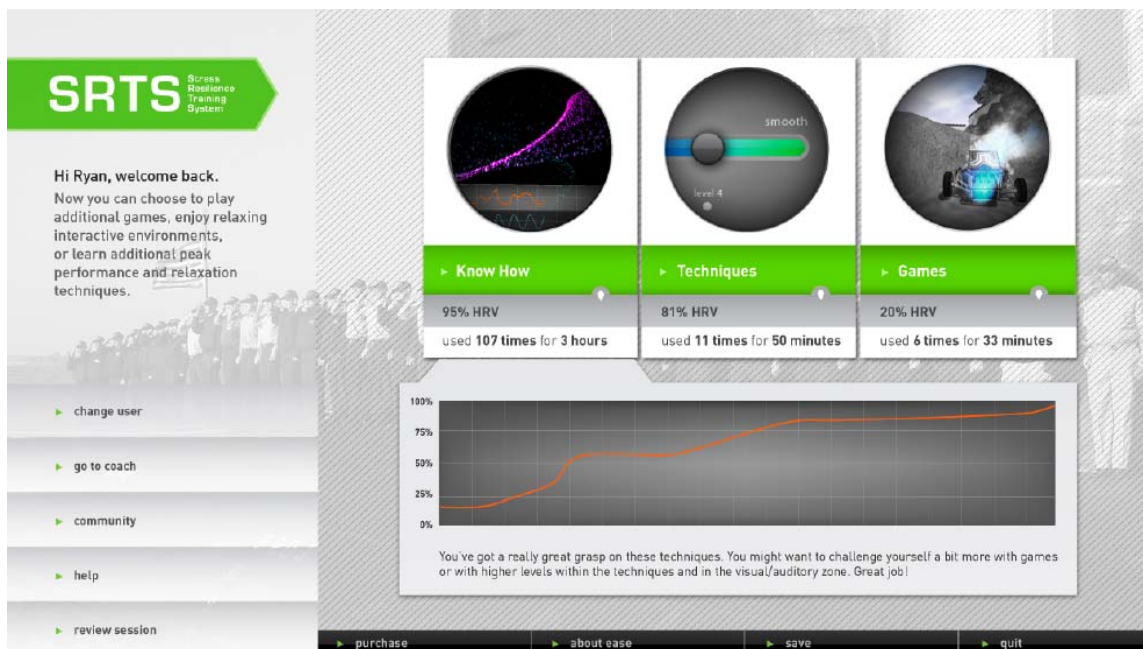 SRTS
Stress
Resilience
Training
System
Hi Ryan, welcome back.
Now you can choose to play
additional games, enjoy relaxing
interactive environments,
or learn additional peak
performance and relaxation
techniques.
change user
go to coach
community
help
review session
smooth
level 4
Know How
Techniques
Games
95% HRV
81% HRV
20% HRV
used 107 times for 3 hours
used 11 times for 50 minutes
used 6 times for 33 minutes
100%
75%
50%
25%
0%
You've got a really great grasp on these techniques. You might want to challenge yourself a bit more with games
or with higher levels within the techniques and in the visual/auditory zone. Great job!
purchase
about ease
save
quit